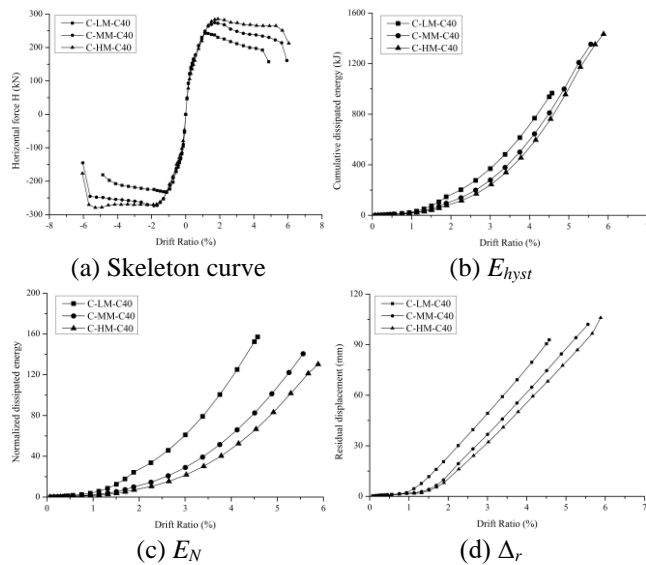 C-LM-C40
C-MM-C40
C-HM-C40
Horizontal force H (kN)
300
200
100
0
-100
-200
-300
-8 -6 -4 -2 0 2 4 6 8
Drift Ratio (%)
(a) Skeleton curve
C-LM-C40
C-MM-C40
C-HM-C40
Cumulative dissipated energy (kJ)
1600
1200
800
400
0
0 1 2 3 4 5 6 7
Drift Ratio (%)
(b) E_hyst
C-LM-C40
C-MM-C40
C-HM-C40
Normalized dissipated energy
200
160
120
80
40
0
0 1 2 3 4 5 6
Drift Ratio (%)
(c) E_N
C-LM-C40
C-MM-C40
C-HM-C40
Residual displacement (mm)
120
90
60
30
0
0 1 2 3 4 5 6 7
Drift Ratio (%)
(d) Δ_r